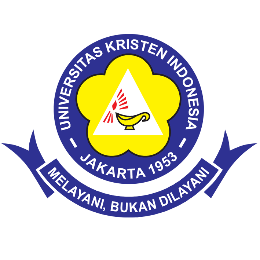 UNIVERSITAS KRISTEN INDONESIA
JAKARTA 1953
MELAYANI, BUKAN DILAYANI